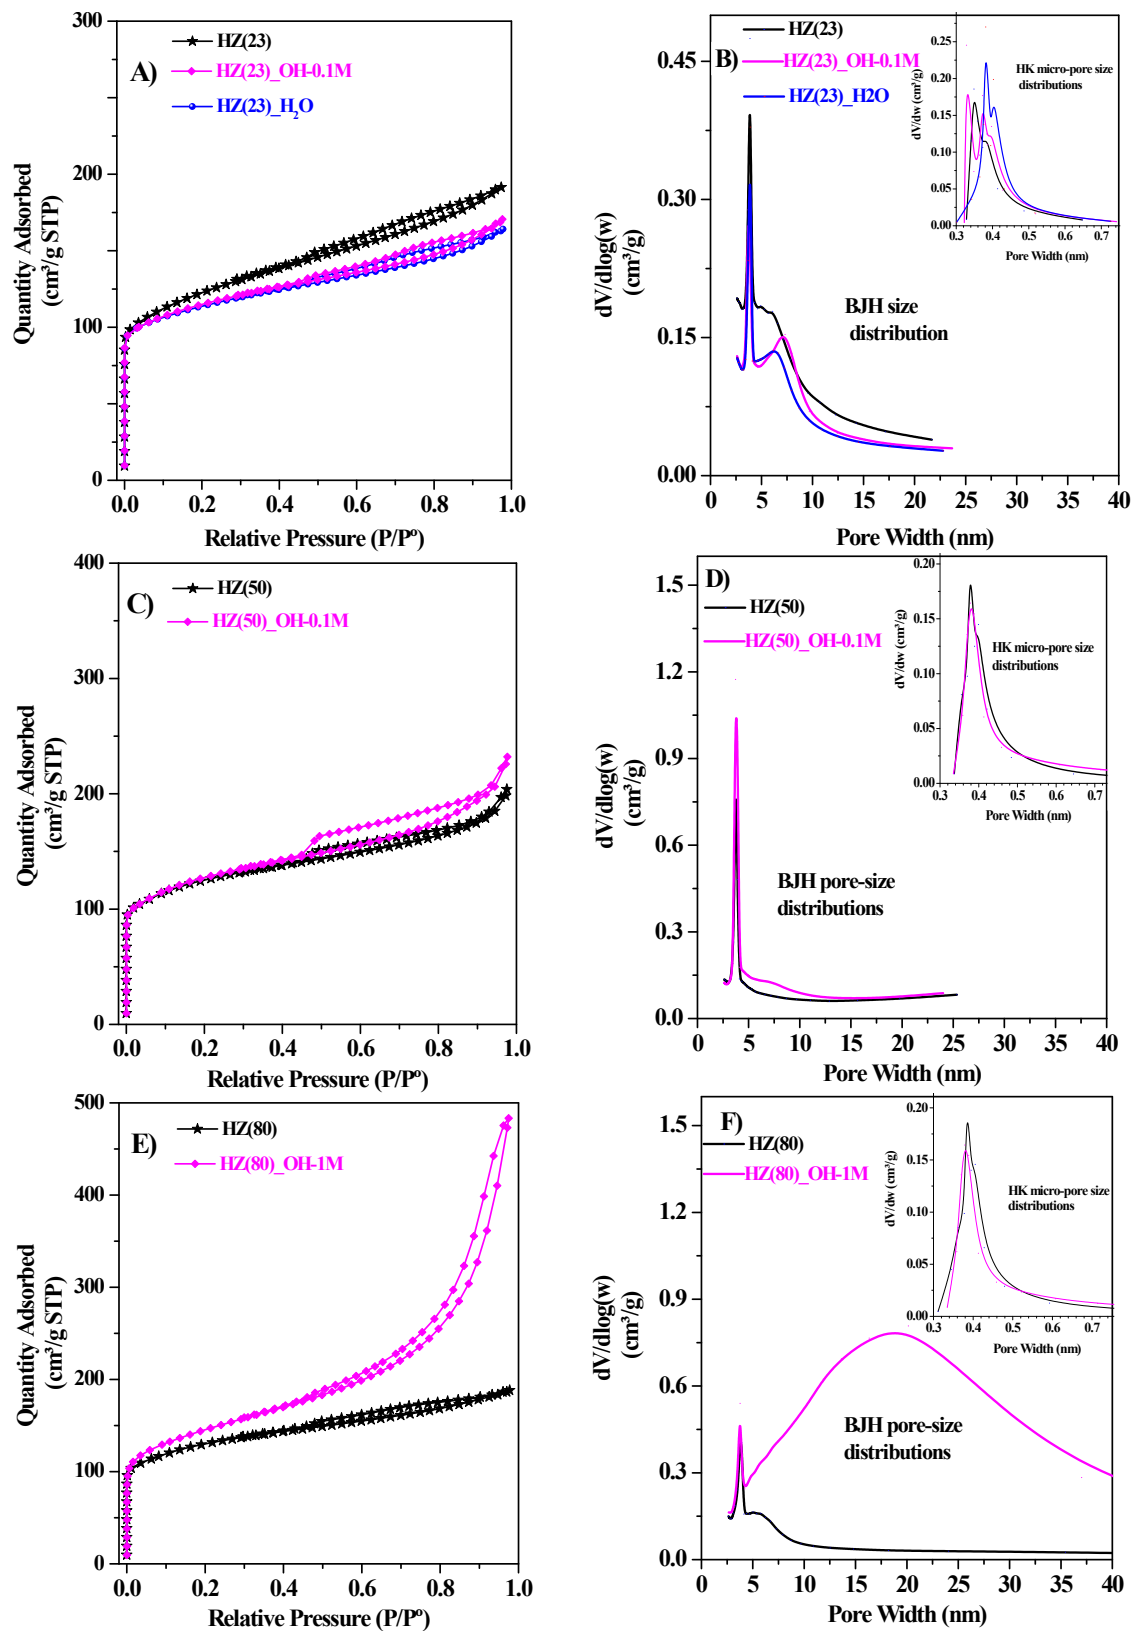 A)
HZ(23)
HZ(23)_OH-0.1M
HZ(23)_H₂O
300
200
100
0
0.0 0.2 0.4 0.6 0.8 1.0
Quantity Adsorbed
(cm³/g STP)
Relative Pressure (P/Pº)
B)
HZ(23)
HZ(23)_OH-0.1M
HZ(23)_H2O
0.45
0.30
0.15
0.00
0 5 10 15 20 25 30 35 40
dV/dlog(w)
(cm³/g)
Pore Width (nm)
BJH size
distribution
HK micro-pore size
distributions
0.25
0.20
0.15
0.10
0.05
0.00
0.3 0.4 0.5 0.6 0.7
dV/dw (cm³/g)
Pore Width (nm)
C)
HZ(50)
HZ(50)_OH-0.1M
400
300
200
100
0
0.0 0.2 0.4 0.6 0.8 1.0
Quantity Adsorbed
(cm³/g STP)
Relative Pressure (P/Pº)
D)
HZ(50)
HZ(50)_OH-0.1M
1.5
1.2
0.9
0.6
0.3
0.0
0 5 10 15 20 25 30 35 40
dV/dlog(w)
(cm³/g)
Pore Width (nm)
BJH pore-size
distributions
HK micro-pore size
distributions
0.20
0.15
0.10
0.05
0.00
0.3 0.4 0.5 0.6 0.7
dV/dw (cm³/g)
Pore Width (nm)
E)
HZ(80)
HZ(80)_OH-1M
500
400
300
200
100
0
0.0 0.2 0.4 0.6 0.8 1.0
Quantity Adsorbed
(cm³/g STP)
Relative Pressure (P/Pº)
F)
HZ(80)
HZ(80)_OH-1M
1.5
1.2
0.9
0.6
0.3
0.0
0 5 10 15 20 25 30 35 40
dV/dlog(w)
(cm³/g)
Pore Width (nm)
BJH pore-size
distributions
HK micro-pore size
distributions
0.20
0.15
0.10
0.05
0.00
0.3 0.4 0.5 0.6 0.7
dV/dw (cm³/g)
Pore Width (nm)